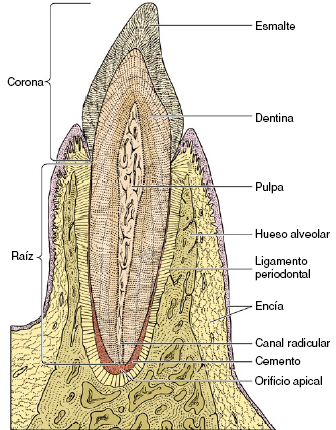 Esmalte
Corona
Dentina
Pulpa
Hueso alveolar
Raíz
Ligamento
periodontal
Encía
Canal radicular
Cemento
Orificio apical